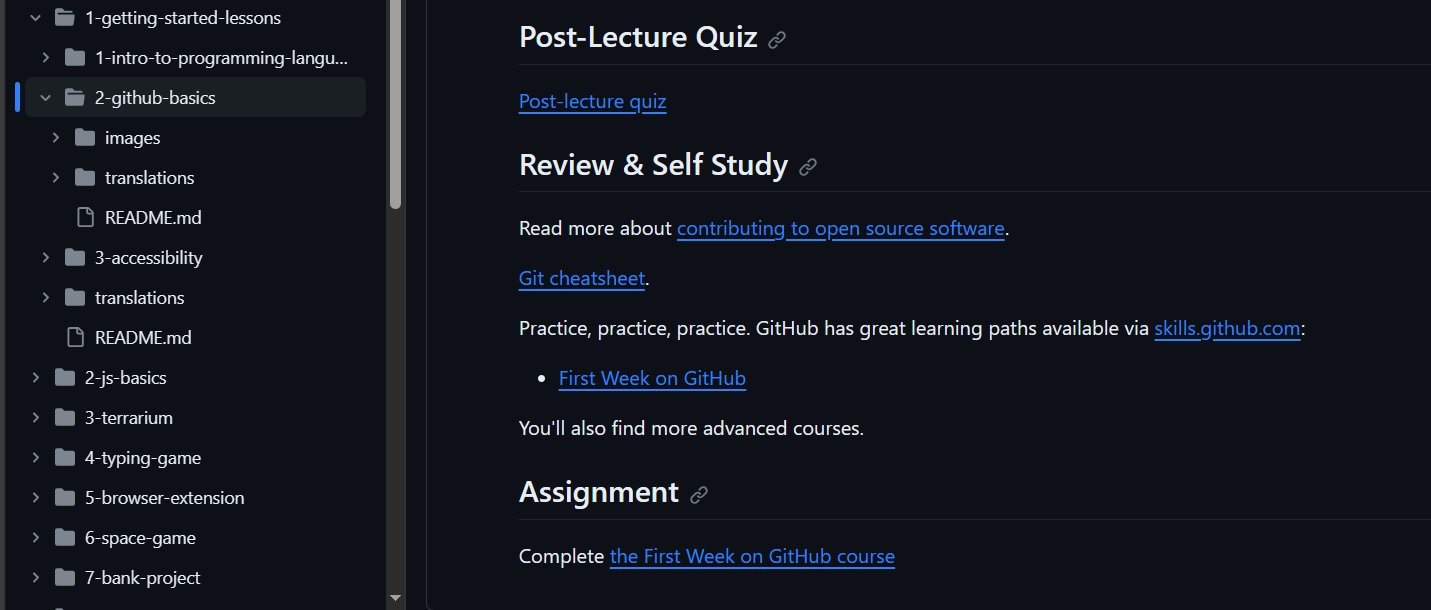 1-getting-started-lessons
1-intro-to-programming-langu...
2-github-basics
images
translations
README.md
3-accessibility
translations
README.md
2-js-basics
3-terrarium
4-typing-game
5-browser-extension
6-space-game
7-bank-project
Post-Lecture Quiz
Post-lecture quiz
Review & Self Study
Read more about contributing to open source software.
Git cheatsheet.
Practice, practice, practice. GitHub has great learning paths available via skills.github.com:
• First Week on GitHub
You'll also find more advanced courses.
Assignment
Complete the First Week on GitHub course